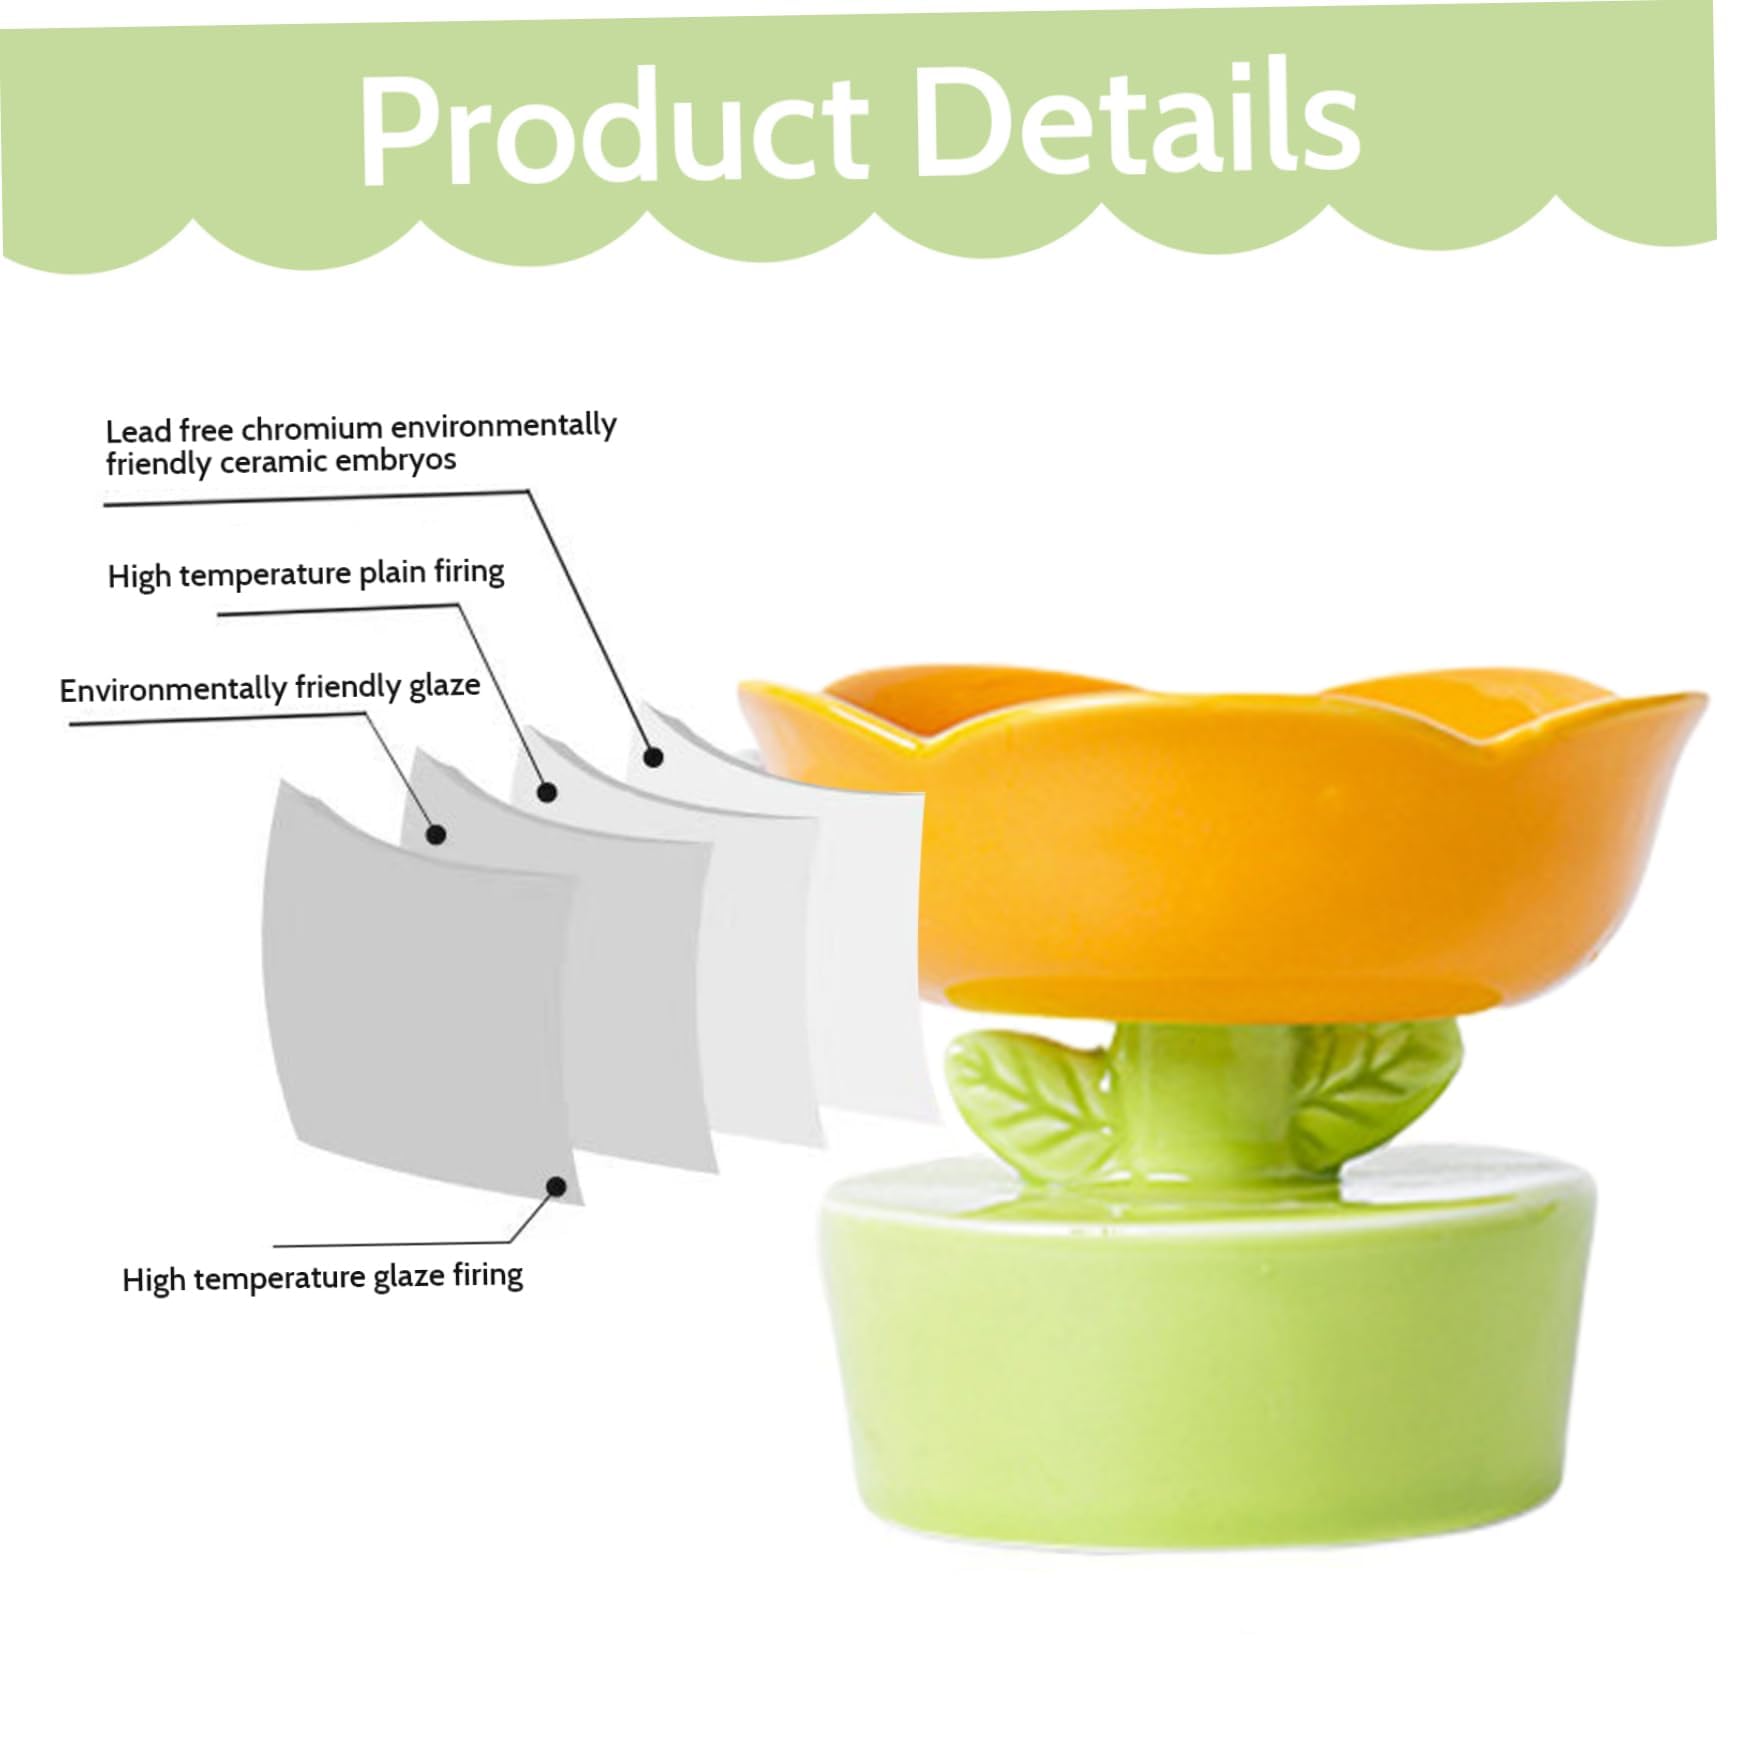 Product Details
Lead free chromium environmentally
friendly ceramic embryos
High temperature plain firing
Environmentally friendly glaze
High temperature glaze firing